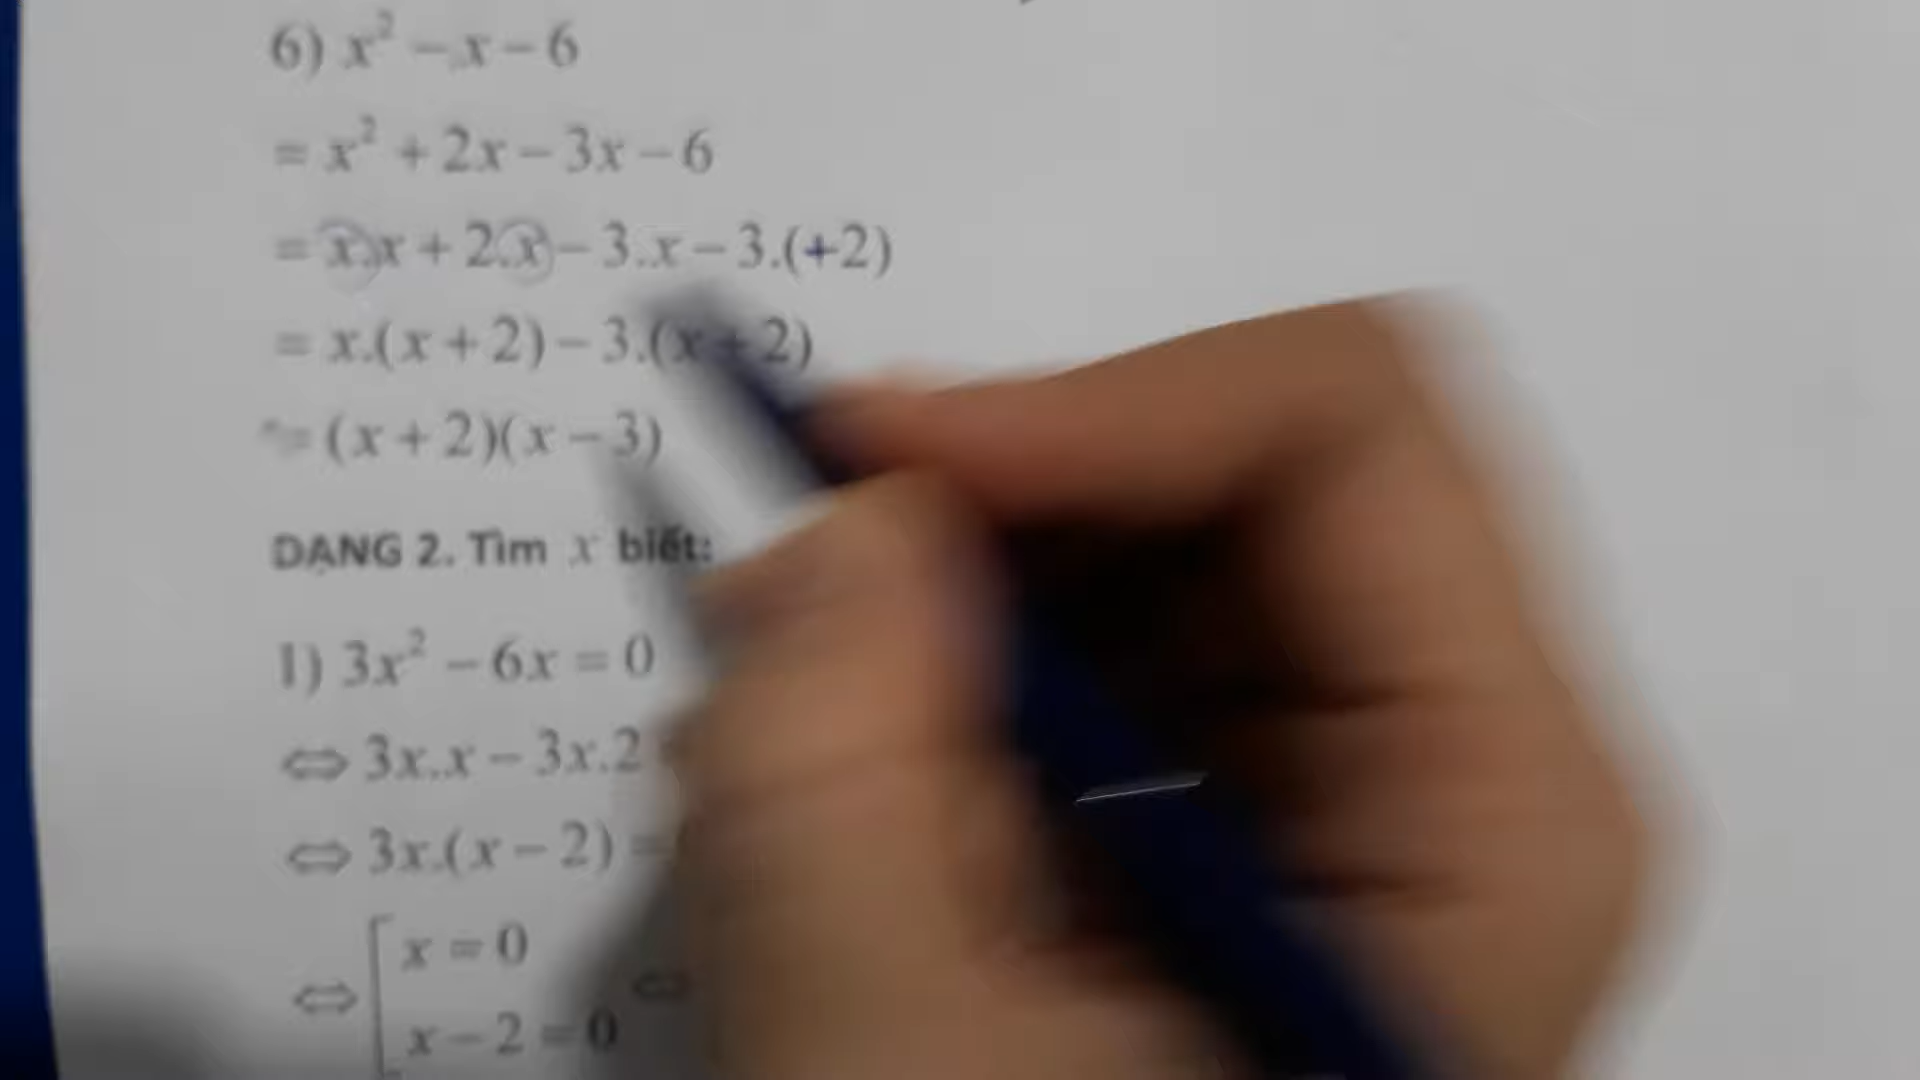 6) x² − x − 6
= x² + 2x − 3x − 6
= x.x + 2.x − 3.x − 3.(+2)
= x.(x + 2) − 3.(x + 2)
= (x + 2)(x − 3)
DẠNG 2. Tìm x biết:
1) 3x² − 6x = 0
⇔ 3x.x − 3x.2
⇔ 3x.(x − 2) =
⇔ [ x = 0
x − 2 = 0 ⇔